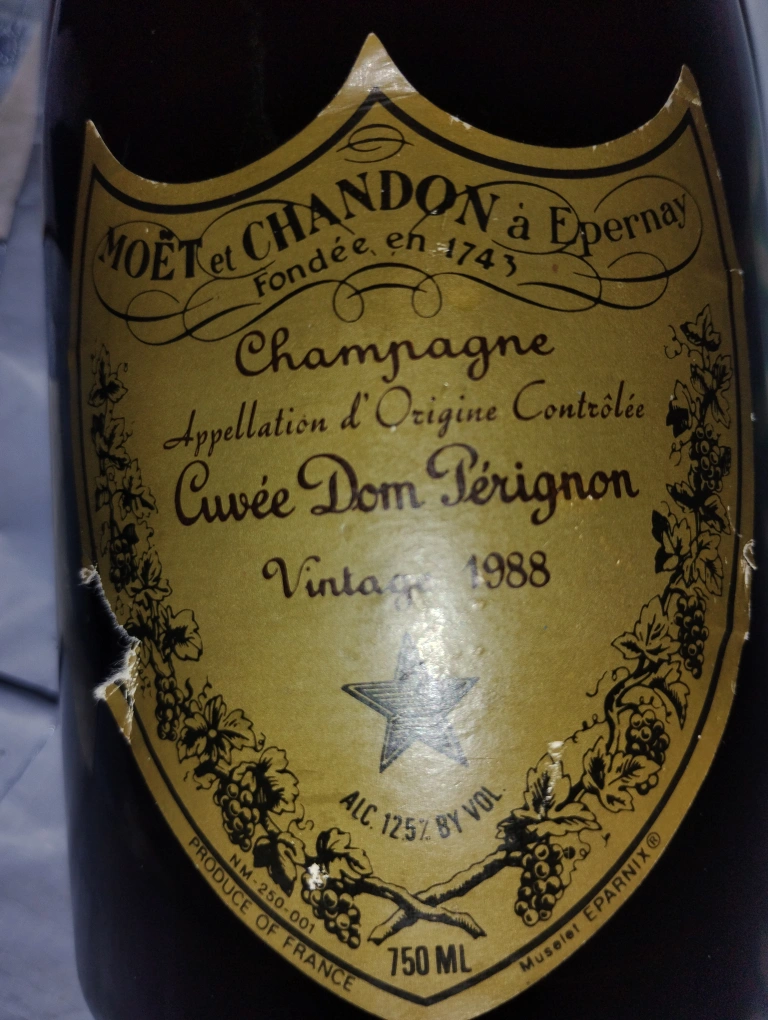 MOËT et CHANDON à Epernay
Fondée en 1743
Champagne
Appellation d'Origine Contrôlée
Cuvée Dom Pérignon
Vintage 1988
ALC. 12.5% BY VOL.
NM-250-001
PRODUCE OF FRANCE
750 ML
Muselet EPARNIX®